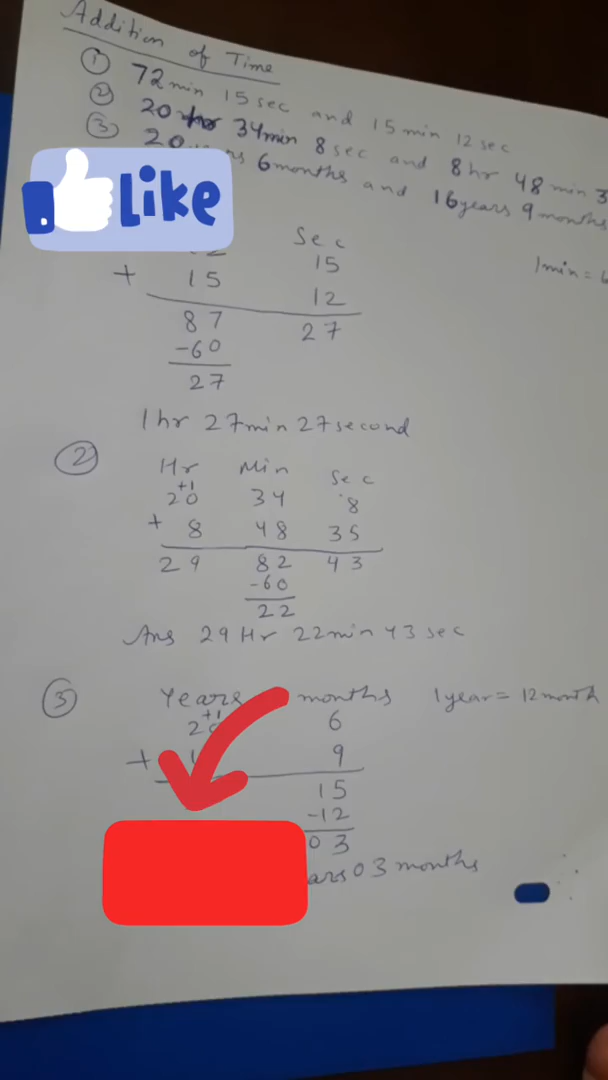 Addition of Time
① 72 min 15 sec and 15 min 12 sec
② 20 hr 34 min 8 sec and 8 hr 48 min 3
③ 20 6 months and 16 years 9 months
Like
Sec
15
1 min =
+ 15 12
87 27
-60
27
1 hr 27 min 27 second
②
Hr Min Sec
+1
20 34 8
+ 8 48 35
29 82 43
-60
22
Ans 29 Hr 22 min 43 sec
③
Years months 1 year = 12 month
+1
6
+ 9
15
-12
03
03 months